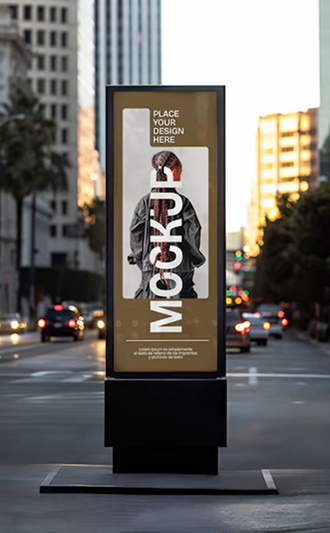 PLACE
YOUR
DESIGN
HERE
MOCKUP
Lorem Ipsum es simplemente
el texto de relleno de las imprentas
y archivos de texto